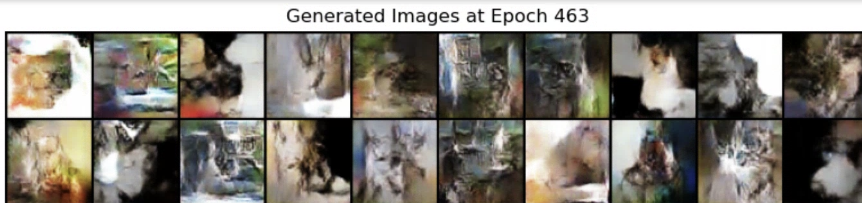 Generated Images at Epoch 463